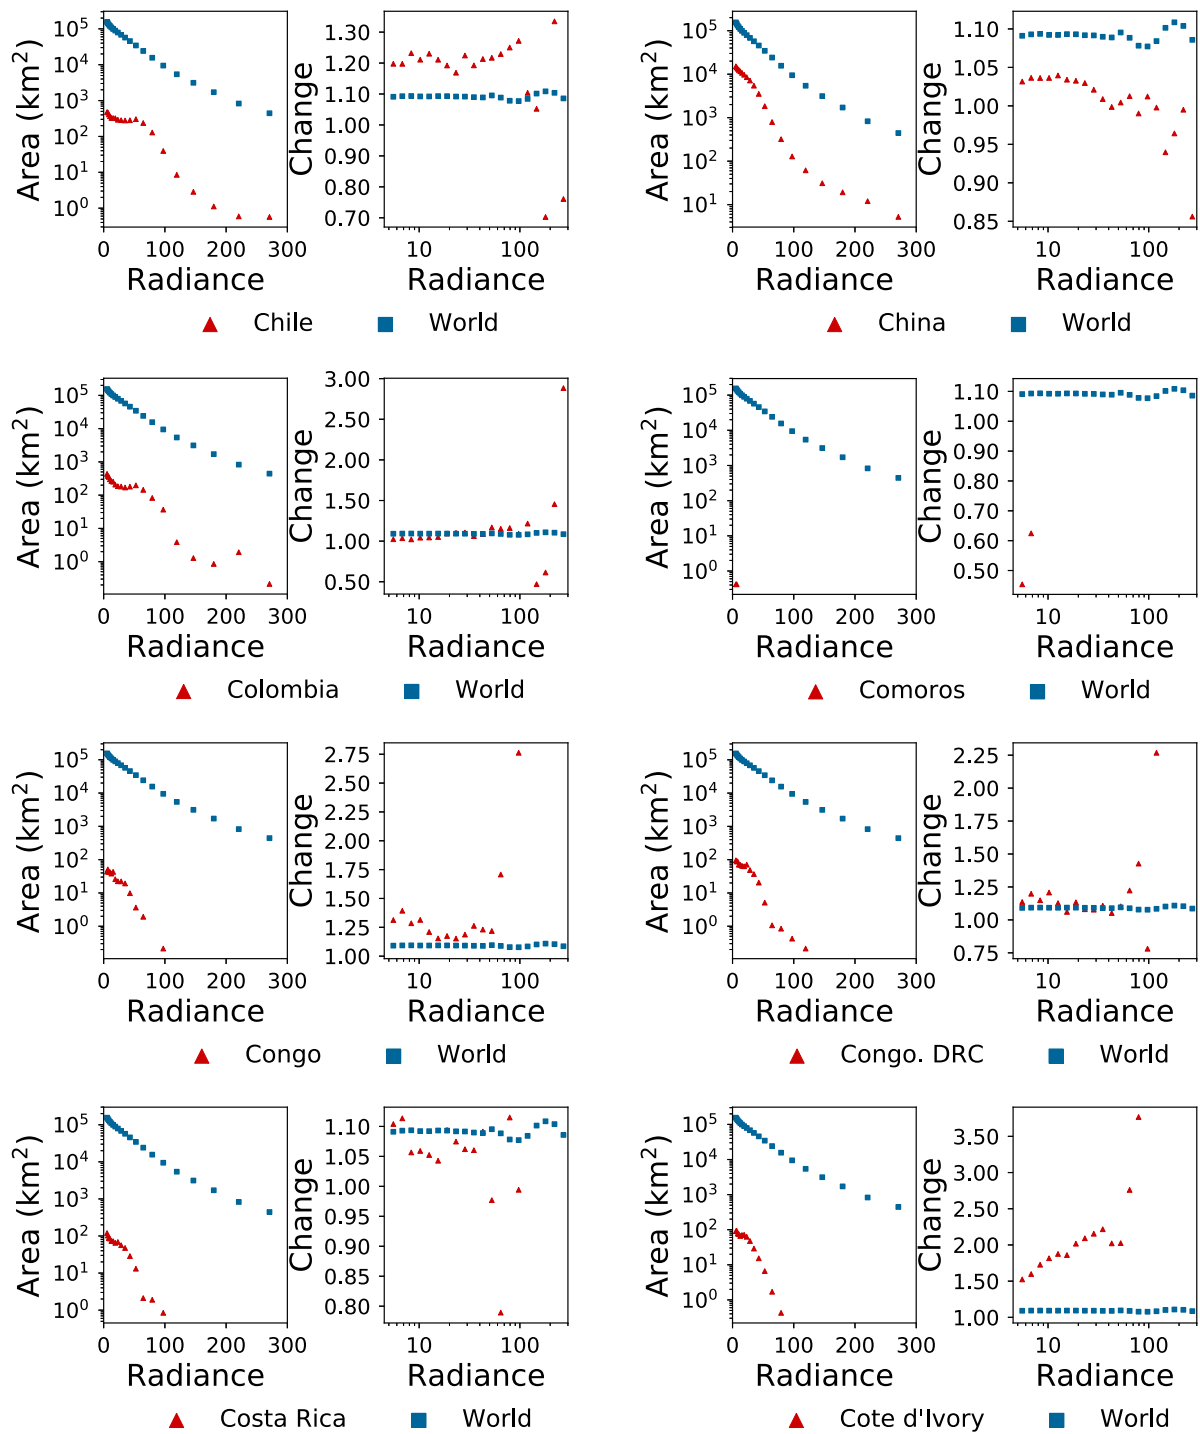 10⁵
10⁴
10³
10²
10¹
10⁰
Area (km²)
0 100 200 300
Radiance
1.30
1.20
1.10
1.00
0.90
0.80
0.70
Change
10 100
Radiance
Chile World
10⁵
10⁴
10³
10²
10¹
Area (km²)
0 100 200 300
Radiance
1.10
1.05
1.00
0.95
0.90
0.85
Change
10 100
Radiance
China World
10⁵
10⁴
10³
10²
10¹
10⁰
Area (km²)
0 100 200 300
Radiance
3.00
2.50
2.00
1.50
1.00
0.50
Change
10 100
Radiance
Colombia World
10⁵
10⁴
10³
10²
10¹
10⁰
Area (km²)
0 100 200 300
Radiance
1.10
1.00
0.90
0.80
0.70
0.60
0.50
Change
10 100
Radiance
Comoros World
10⁵
10⁴
10³
10²
10¹
10⁰
Area (km²)
0 100 200 300
Radiance
2.75
2.50
2.25
2.00
1.75
1.50
1.25
1.00
Change
10 100
Radiance
Congo World
10⁵
10⁴
10³
10²
10¹
10⁰
Area (km²)
0 100 200 300
Radiance
2.25
2.00
1.75
1.50
1.25
1.00
0.75
Change
10 100
Radiance
Congo. DRC World
10⁵
10⁴
10³
10²
10¹
10⁰
Area (km²)
0 100 200 300
Radiance
1.10
1.05
1.00
0.95
0.90
0.85
0.80
Change
10 100
Radiance
Costa Rica World
10⁵
10⁴
10³
10²
10¹
10⁰
Area (km²)
0 100 200 300
Radiance
3.50
3.00
2.50
2.00
1.50
1.00
Change
10 100
Radiance
Cote d'Ivory World